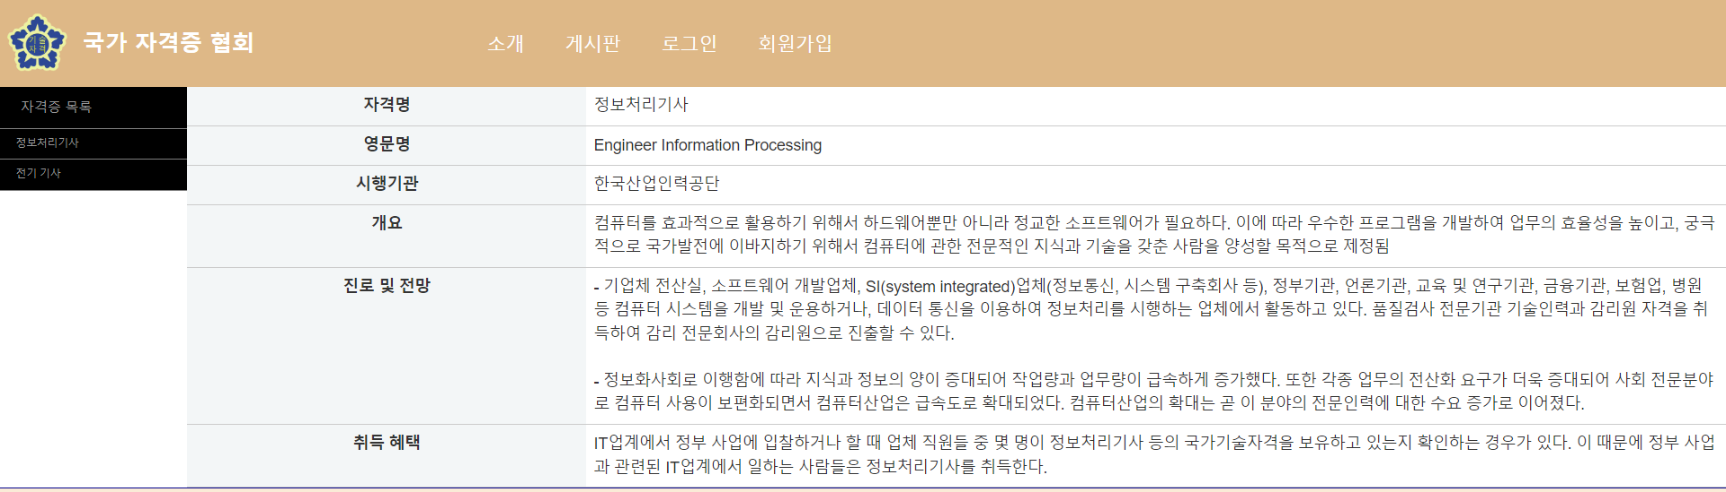 기 술
자 격
국가 자격증 협회
소개
게시판
로그인
회원가입
자격증 목록
정보처리기사
전기 기사
자격명
정보처리기사
영문명
Engineer Information Processing
시행기관
한국산업인력공단
개요
컴퓨터를 효과적으로 활용하기 위해서 하드웨어뿐만 아니라 정교한 소프트웨어가 필요하다. 이에 따라 우수한 프로그램을 개발하여 업무의 효율성을 높이고, 궁극
적으로 국가발전에 이바지하기 위해서 컴퓨터에 관한 전문적인 지식과 기술을 갖춘 사람을 양성할 목적으로 제정됨
진로 및 전망
- 기업체 전산실, 소프트웨어 개발업체, SI(system integrated)업체(정보통신, 시스템 구축회사 등), 정부기관, 언론기관, 교육 및 연구기관, 금융기관, 보험업, 병원
등 컴퓨터 시스템을 개발 및 운용하거나, 데이터 통신을 이용하여 정보처리를 시행하는 업체에서 활동하고 있다. 품질검사 전문기관 기술인력과 감리원 자격을 취
득하여 감리 전문회사의 감리원으로 진출할 수 있다.
- 정보화사회로 이행함에 따라 지식과 정보의 양이 증대되어 작업량과 업무량이 급속하게 증가했다. 또한 각종 업무의 전산화 요구가 더욱 증대되어 사회 전문분야
로 컴퓨터 사용이 보편화되면서 컴퓨터산업은 급속도로 확대되었다. 컴퓨터산업의 확대는 곧 이 분야의 전문인력에 대한 수요 증가로 이어졌다.
취득 혜택
IT업계에서 정부 사업에 입찰하거나 할 때 업체 직원들 중 몇 명이 정보처리기사 등의 국가기술자격을 보유하고 있는지 확인하는 경우가 있다. 이 때문에 정부 사업
과 관련된 IT업계에서 일하는 사람들은 정보처리기사를 취득한다.